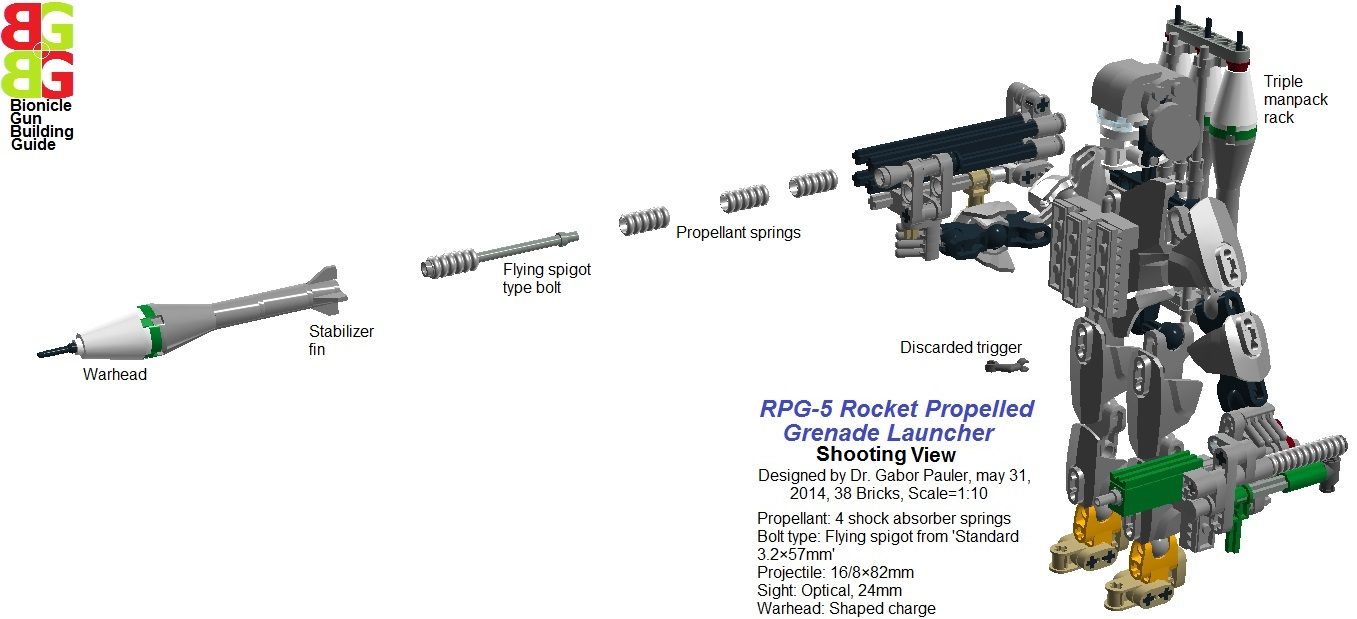 BG
BG
Bionicle
Gun
Building
Guide
Triple
manpack
rack
Propellant springs
Flying spigot
type bolt
Stabilizer
fin
Warhead
Discarded trigger
RPG-5 Rocket Propelled
Grenade Launcher
Shooting View
Designed by Dr. Gabor Pauler, may 31,
2014, 38 Bricks, Scale=1:10
Propellant: 4 shock absorber springs
Bolt type: Flying spigot from 'Standard
3.2×57mm'
Projectile: 16/8×82mm
Sight: Optical, 24mm
Warhead: Shaped charge